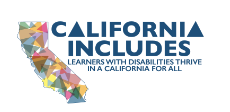 CALIFORNIA
INCLUDES
LEARNERS WITH DISABILITIES THRIVE
IN A CALIFORNIA FOR ALL